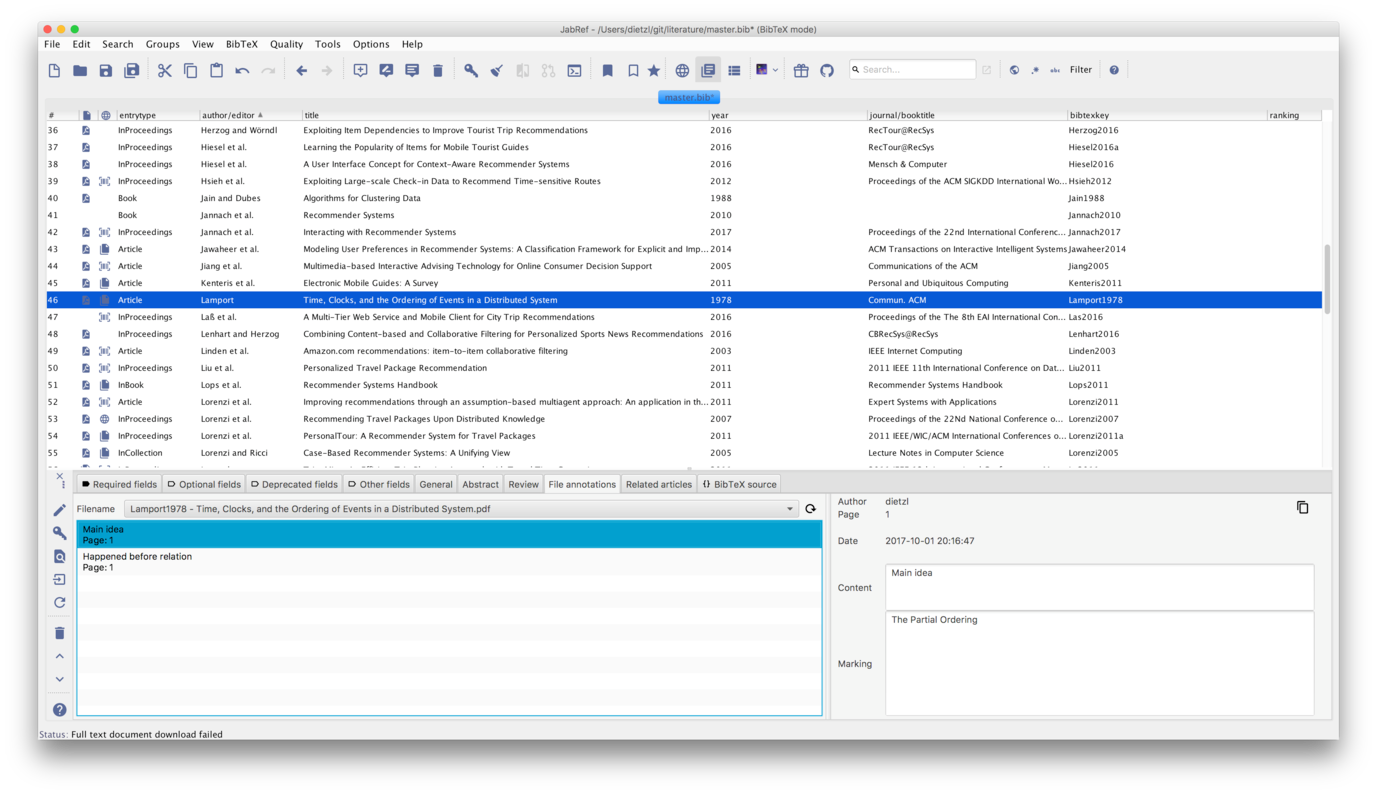 JabRef - /Users/dietzl/git/literature/master.bib* (BibTeX mode)
File Edit Search Groups View BibTeX Quality Tools Options Help
Search... Filter
master.bib*
# entrytype author/editor title year journal/booktitle bibtexkey ranking
36 InProceedings Herzog and Wörndl Exploiting Item Dependencies to Improve Tourist Trip Recommendations 2016 RecTour@RecSys Herzog2016
37 InProceedings Hiesel et al. Learning the Popularity of Items for Mobile Tourist Guides 2016 RecTour@RecSys Hiesel2016a
38 InProceedings Hiesel et al. A User Interface Concept for Context-Aware Recommender Systems 2016 Mensch & Computer Hiesel2016
39 InProceedings Hsieh et al. Exploiting Large-scale Check-in Data to Recommend Time-sensitive Routes 2012 Proceedings of the ACM SIGKDD International Wo... Hsieh2012
40 Book Jain and Dubes Algorithms for Clustering Data 1988 Jain1988
41 Book Jannach et al. Recommender Systems 2010 Jannach2010
42 InProceedings Jannach et al. Interacting with Recommender Systems 2017 Proceedings of the 22nd International Conferenc... Jannach2017
43 Article Jawaheer et al. Modeling User Preferences in Recommender Systems: A Classification Framework for Explicit and Imp... 2014 ACM Transactions on Interactive Intelligent Systems Jawaheer2014
44 Article Jiang et al. Multimedia-based Interactive Advising Technology for Online Consumer Decision Support 2005 Communications of the ACM Jiang2005
45 Article Kenteris et al. Electronic Mobile Guides: A Survey 2011 Personal and Ubiquitous Computing Kenteris2011
46 Article Lamport Time, Clocks, and the Ordering of Events in a Distributed System 1978 Commun. ACM Lamport1978
47 InProceedings Laß et al. A Multi-Tier Web Service and Mobile Client for City Trip Recommendations 2016 Proceedings of the The 8th EAI International Con... Las2016
48 InProceedings Lenhart and Herzog Combining Content-based and Collaborative Filtering for Personalized Sports News Recommendations 2016 CBRecSys@RecSys Lenhart2016
49 Article Linden et al. Amazon.com recommendations: item-to-item collaborative filtering 2003 IEEE Internet Computing Linden2003
50 InProceedings Liu et al. Personalized Travel Package Recommendation 2011 2011 IEEE 11th International Conference on Dat... Liu2011
51 InBook Lops et al. Recommender Systems Handbook 2011 Recommender Systems Handbook Lops2011
52 Article Lorenzi et al. Improving recommendations through an assumption-based multiagent approach: An application in th... 2011 Expert Systems with Applications Lorenzi2011
53 InProceedings Lorenzi et al. Recommending Travel Packages Upon Distributed Knowledge 2007 Proceedings of the 22Nd National Conference o... Lorenzi2007
54 InProceedings Lorenzi et al. PersonalTour: A Recommender System for Travel Packages 2011 2011 IEEE/WIC/ACM International Conferences o... Lorenzi2011a
55 InCollection Lorenzi and Ricci Case-Based Recommender Systems: A Unifying View 2005 Lecture Notes in Computer Science Lorenzi2005
Required fields Optional fields Deprecated fields Other fields General Abstract Review File annotations Related articles {} BibTeX source
Filename Lamport1978 - Time, Clocks, and the Ordering of Events in a Distributed System.pdf
Main idea
Page: 1
Happened before relation
Page: 1
Author dietzl
Page 1
Date 2017-10-01 20:16:47
Content Main idea
Marking The Partial Ordering
Status: Full text document download failed